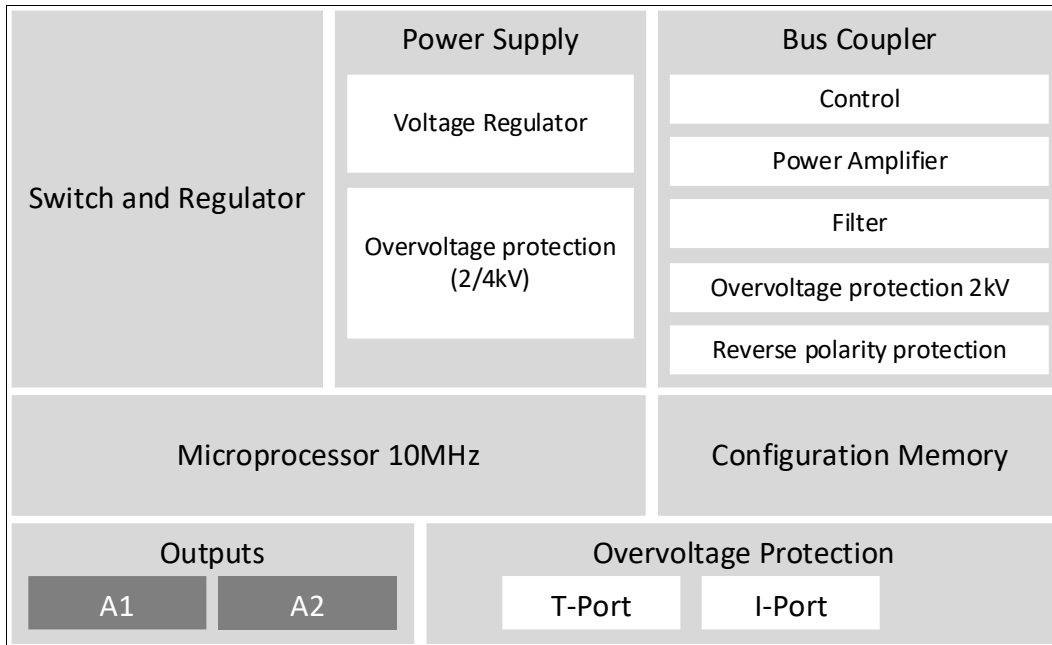 Switch and Regulator
Power Supply
Voltage Regulator
Overvoltage protection
(2/4kV)
Bus Coupler
Control
Power Amplifier
Filter
Overvoltage protection 2kV
Reverse polarity protection
Microprocessor 10MHz
Configuration Memory
Outputs
A1
A2
Overvoltage Protection
T-Port
I-Port